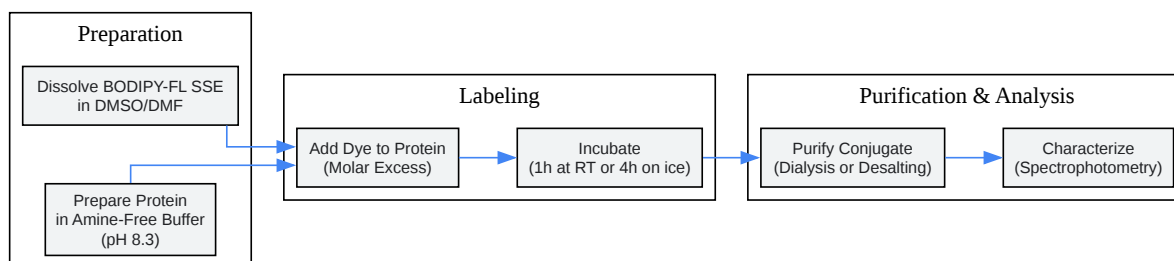 Preparation
Dissolve BODIPY-FL SSE
in DMSO/DMF
Prepare Protein
in Amine-Free Buffer
(pH 8.3)
Labeling
Add Dye to Protein
(Molar Excess)
Incubate
(1h at RT or 4h on ice)
Purification & Analysis
Purify Conjugate
(Dialysis or Desalting)
Characterize
(Spectrophotometry)